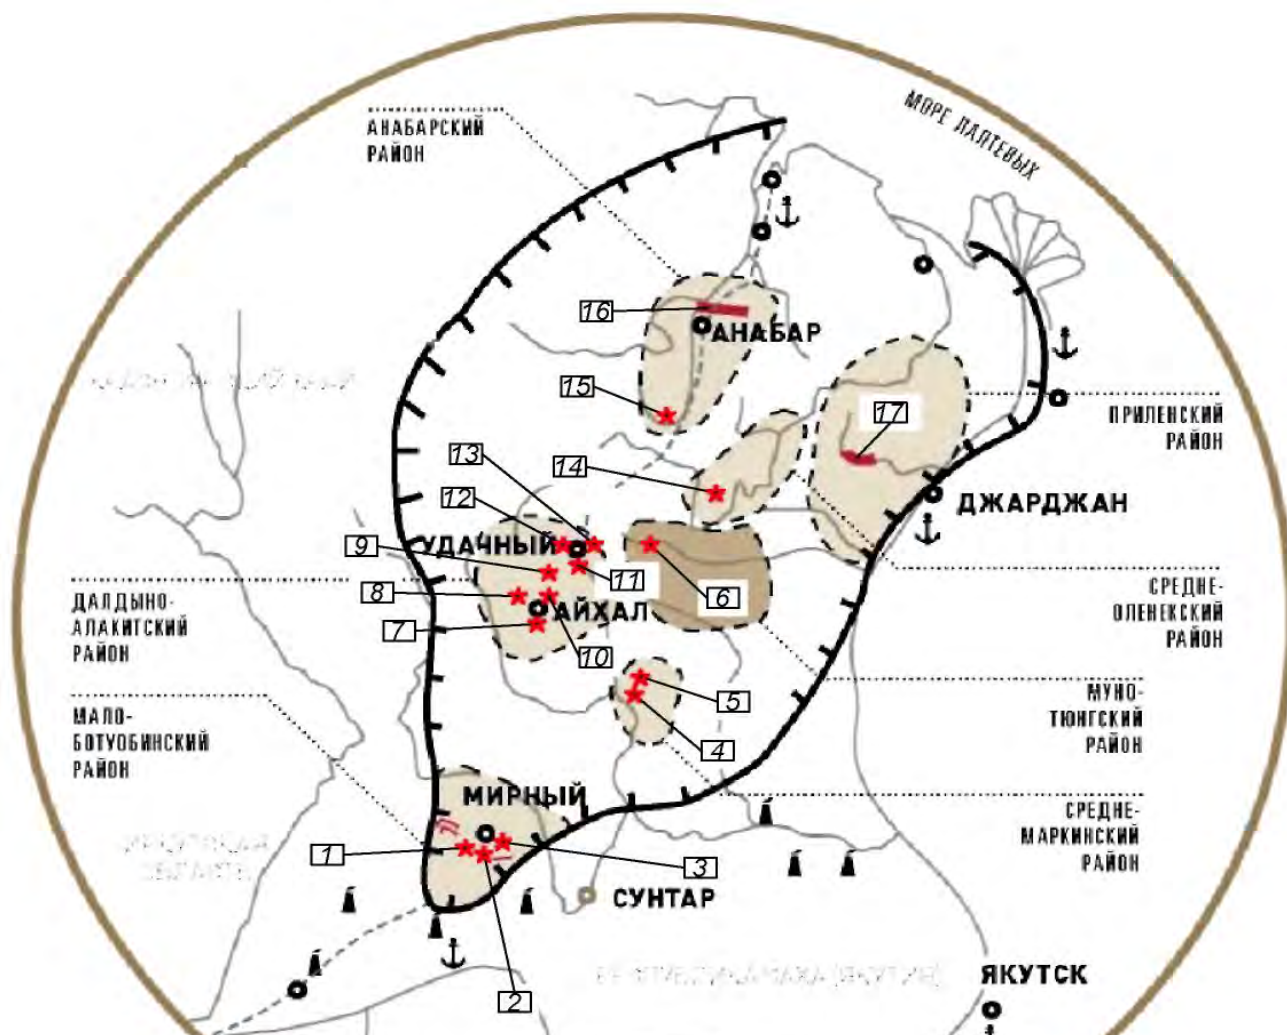 МОРЕ ЛАПТЕВЫХ
АНАБАРСКИЙ
РАЙОН
16
АНАБАР
15
17
ПРИЛЕНСКИЙ
РАЙОН
13
14
12
ДЖАРДЖАН
9
УДАЧНЫЙ
11
8
6
АЙХАЛ
7
10
ДАЛДЫНО-
АЛАКИТСКИЙ
РАЙОН
СРЕДНЕ-
ОЛЕНЕКСКИЙ
РАЙОН
5
4
МАЛО-
БОТУОБИНСКИЙ
РАЙОН
МУНО-
ТЮНГСКИЙ
РАЙОН
МИРНЫЙ
1
3
СРЕДНЕ-
МАРКИНСКИЙ
РАЙОН
СУНТАР
2
ЯКУТСК